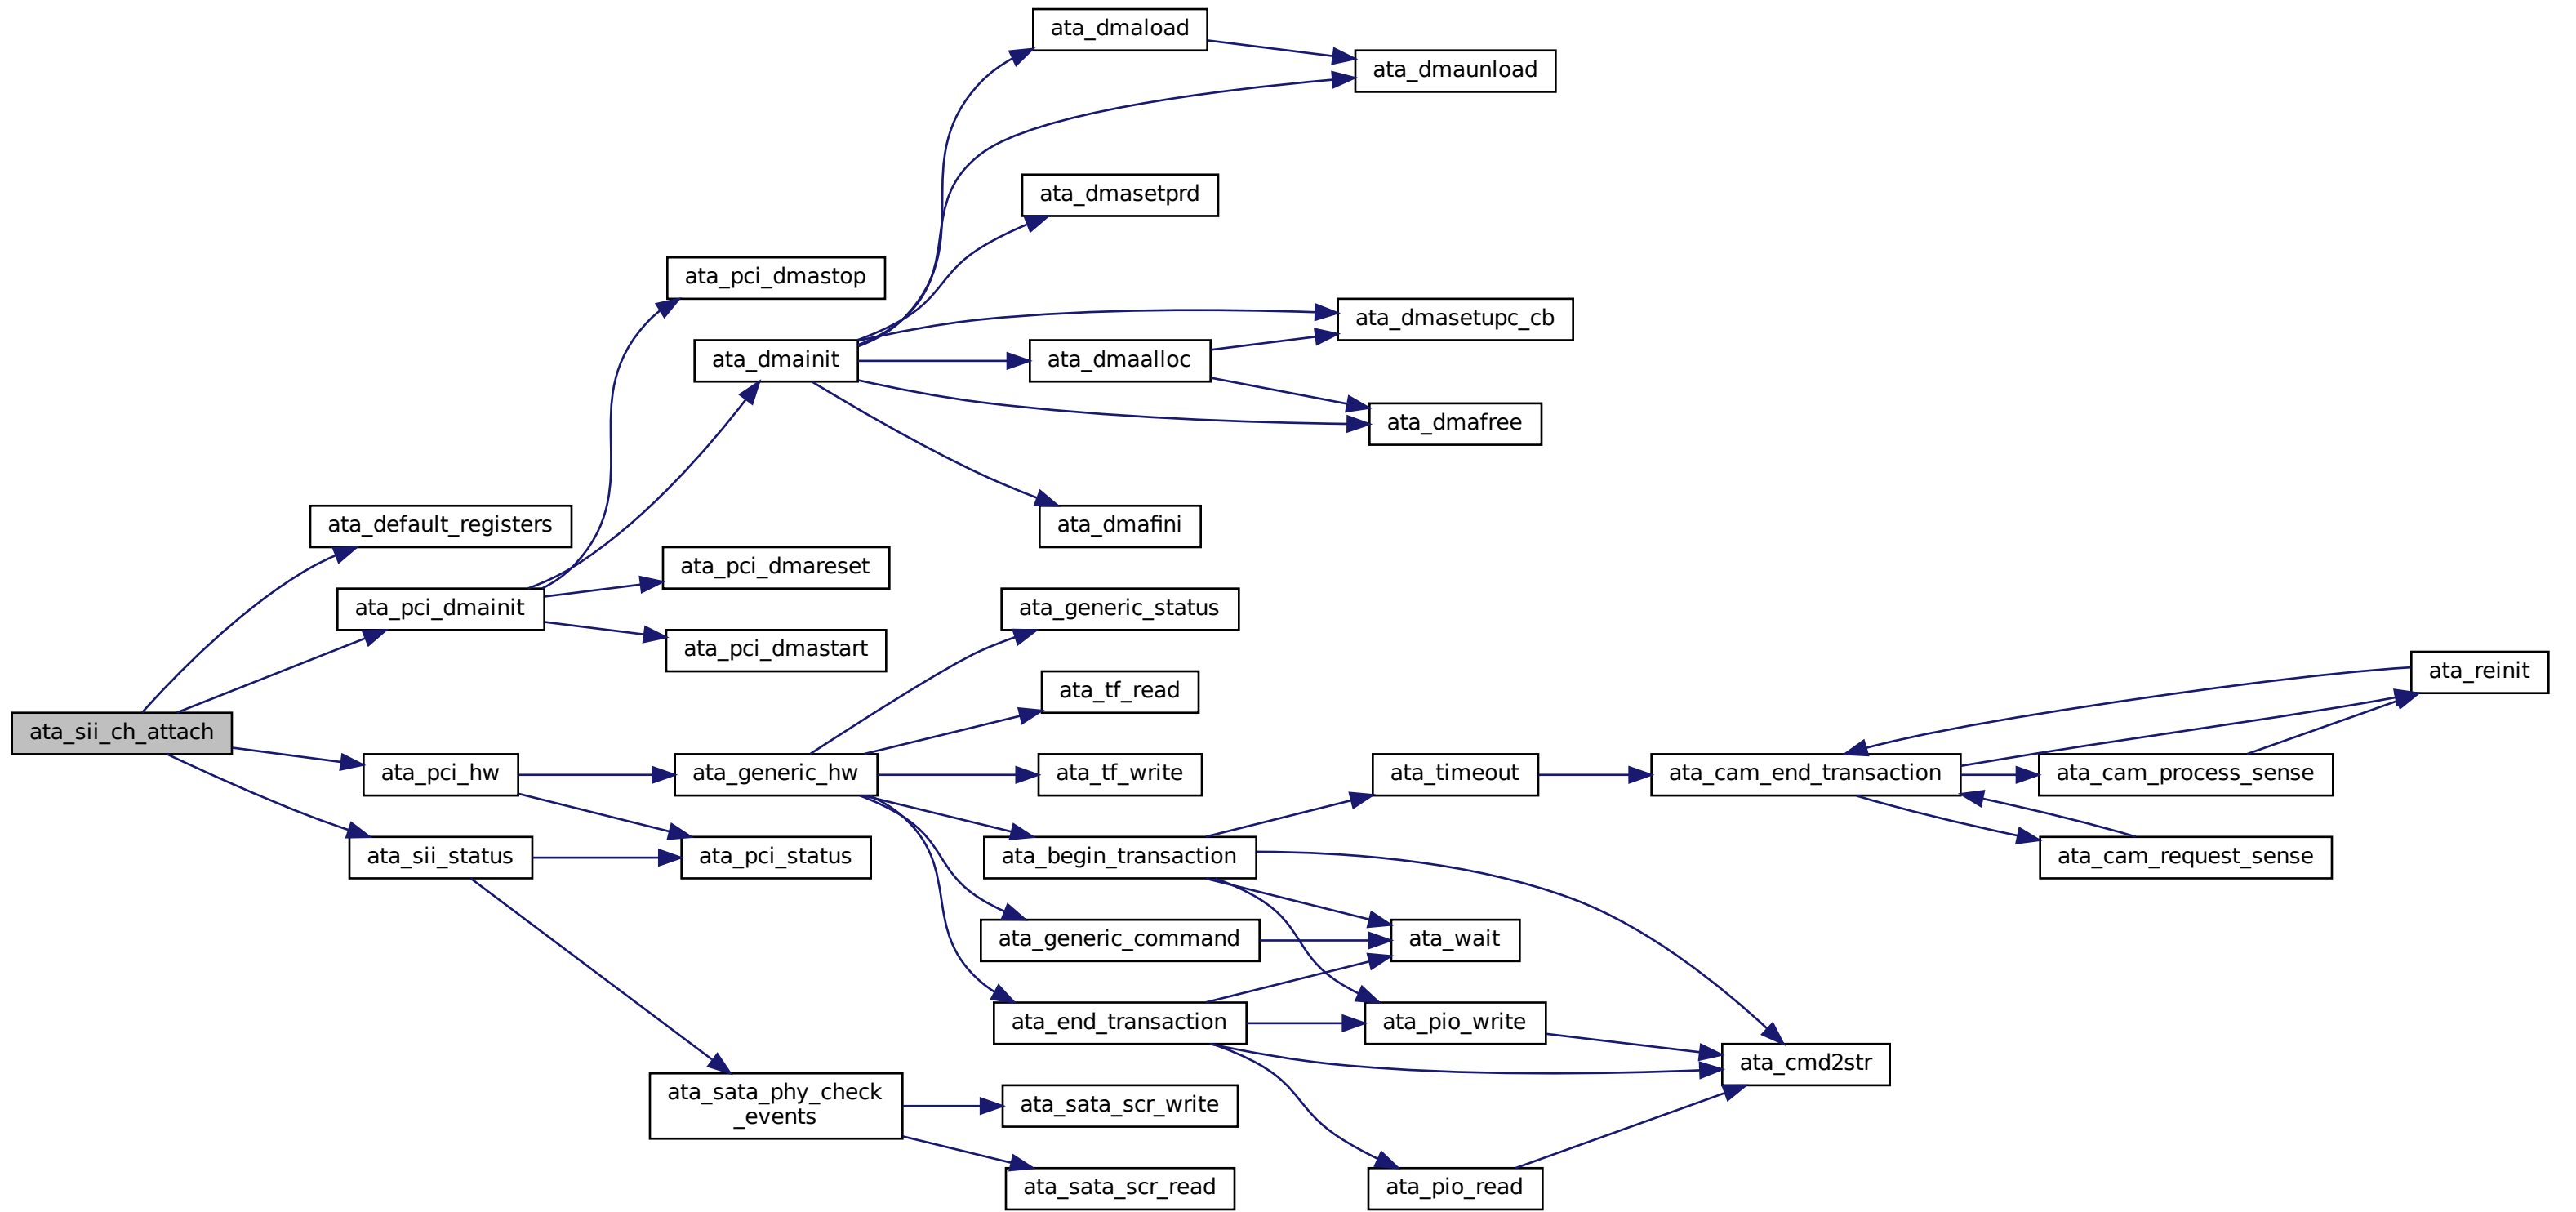 ata_dmaload
ata_dmaunload
ata_dmasetprd
ata_pci_dmastop
ata_dmasetupc_cb
ata_dmainit
ata_dmaalloc
ata_dmafree
ata_default_registers
ata_dmafini
ata_pci_dmareset
ata_pci_dmainit
ata_generic_status
ata_pci_dmastart
ata_reinit
ata_tf_read
ata_sii_ch_attach
ata_pci_hw
ata_generic_hw
ata_tf_write
ata_timeout
ata_cam_end_transaction
ata_cam_process_sense
ata_sii_status
ata_pci_status
ata_begin_transaction
ata_cam_request_sense
ata_generic_command
ata_wait
ata_end_transaction
ata_pio_write
ata_cmd2str
ata_sata_phy_check
_events
ata_sata_scr_write
ata_sata_scr_read
ata_pio_read